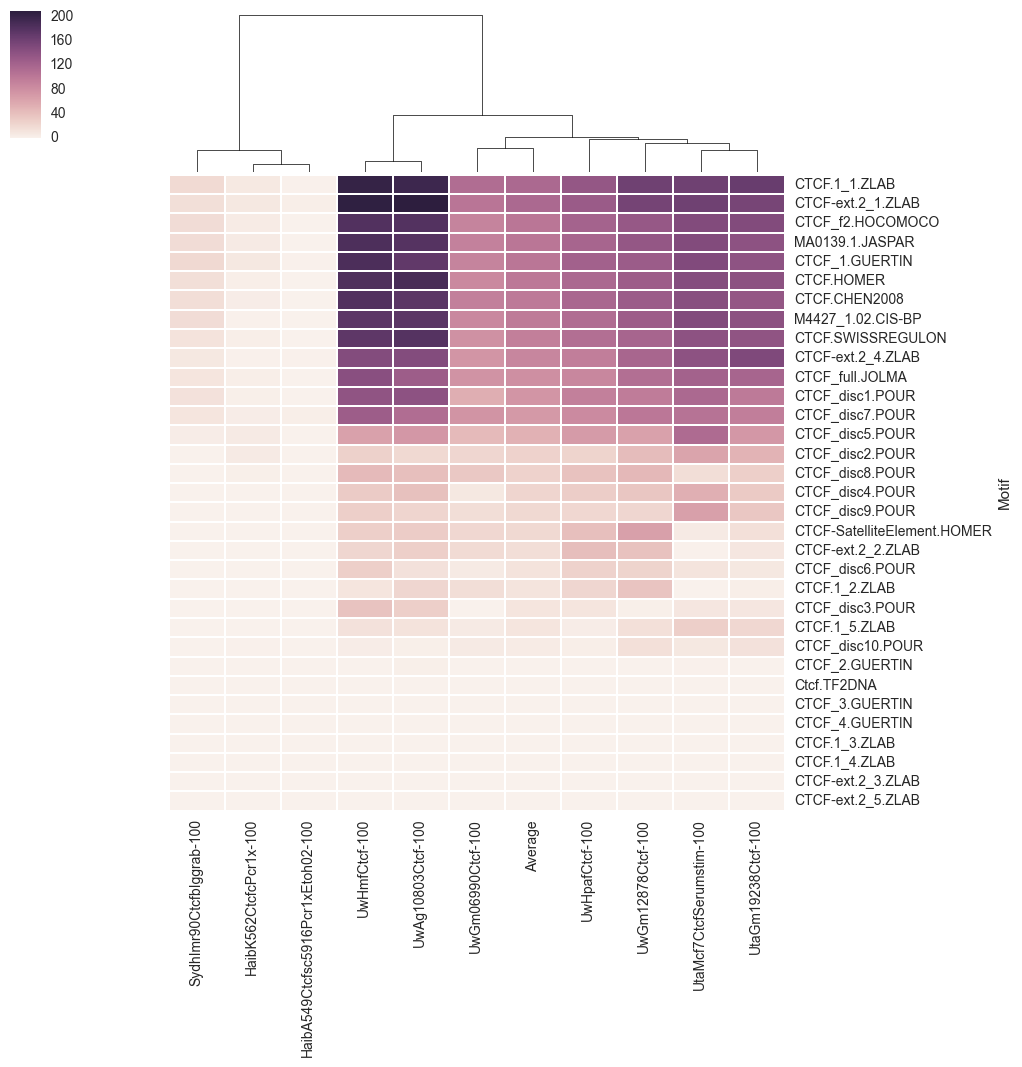 200
160
120
80
40
0
CTCF.1_1.ZLAB
CTCF-ext.2_1.ZLAB
CTCF_f2.HOCOMOCO
MA0139.1.JASPAR
CTCF_1.GUERTIN
CTCF.HOMER
CTCF.CHEN2008
M4427_1.02.CIS-BP
CTCF.SWISSREGULON
CTCF-ext.2_4.ZLAB
CTCF_full.JOLMA
CTCF_disc1.POUR
CTCF_disc7.POUR
CTCF_disc5.POUR
CTCF_disc2.POUR
CTCF_disc8.POUR
CTCF_disc4.POUR
CTCF_disc9.POUR
CTCF-SatelliteElement.HOMER
CTCF-ext.2_2.ZLAB
CTCF_disc6.POUR
CTCF.1_2.ZLAB
CTCF_disc3.POUR
CTCF.1_5.ZLAB
CTCF_disc10.POUR
CTCF_2.GUERTIN
Ctcf.TF2DNA
CTCF_3.GUERTIN
CTCF_4.GUERTIN
CTCF.1_3.ZLAB
CTCF.1_4.ZLAB
CTCF-ext.2_3.ZLAB
CTCF-ext.2_5.ZLAB
Motif
SydhImr90CtcfbIggrab-100
HaibK562CtcfcPcr1x-100
HaibA549Ctcfsc5916Pcr1xEtoh02-100
UwHmfCtcf-100
UwAg10803Ctcf-100
UwGm06990Ctcf-100
Average
UwHpafCtcf-100
UwGm12878Ctcf-100
UtaMcf7CtcfSerumstim-100
UtaGm19238Ctcf-100